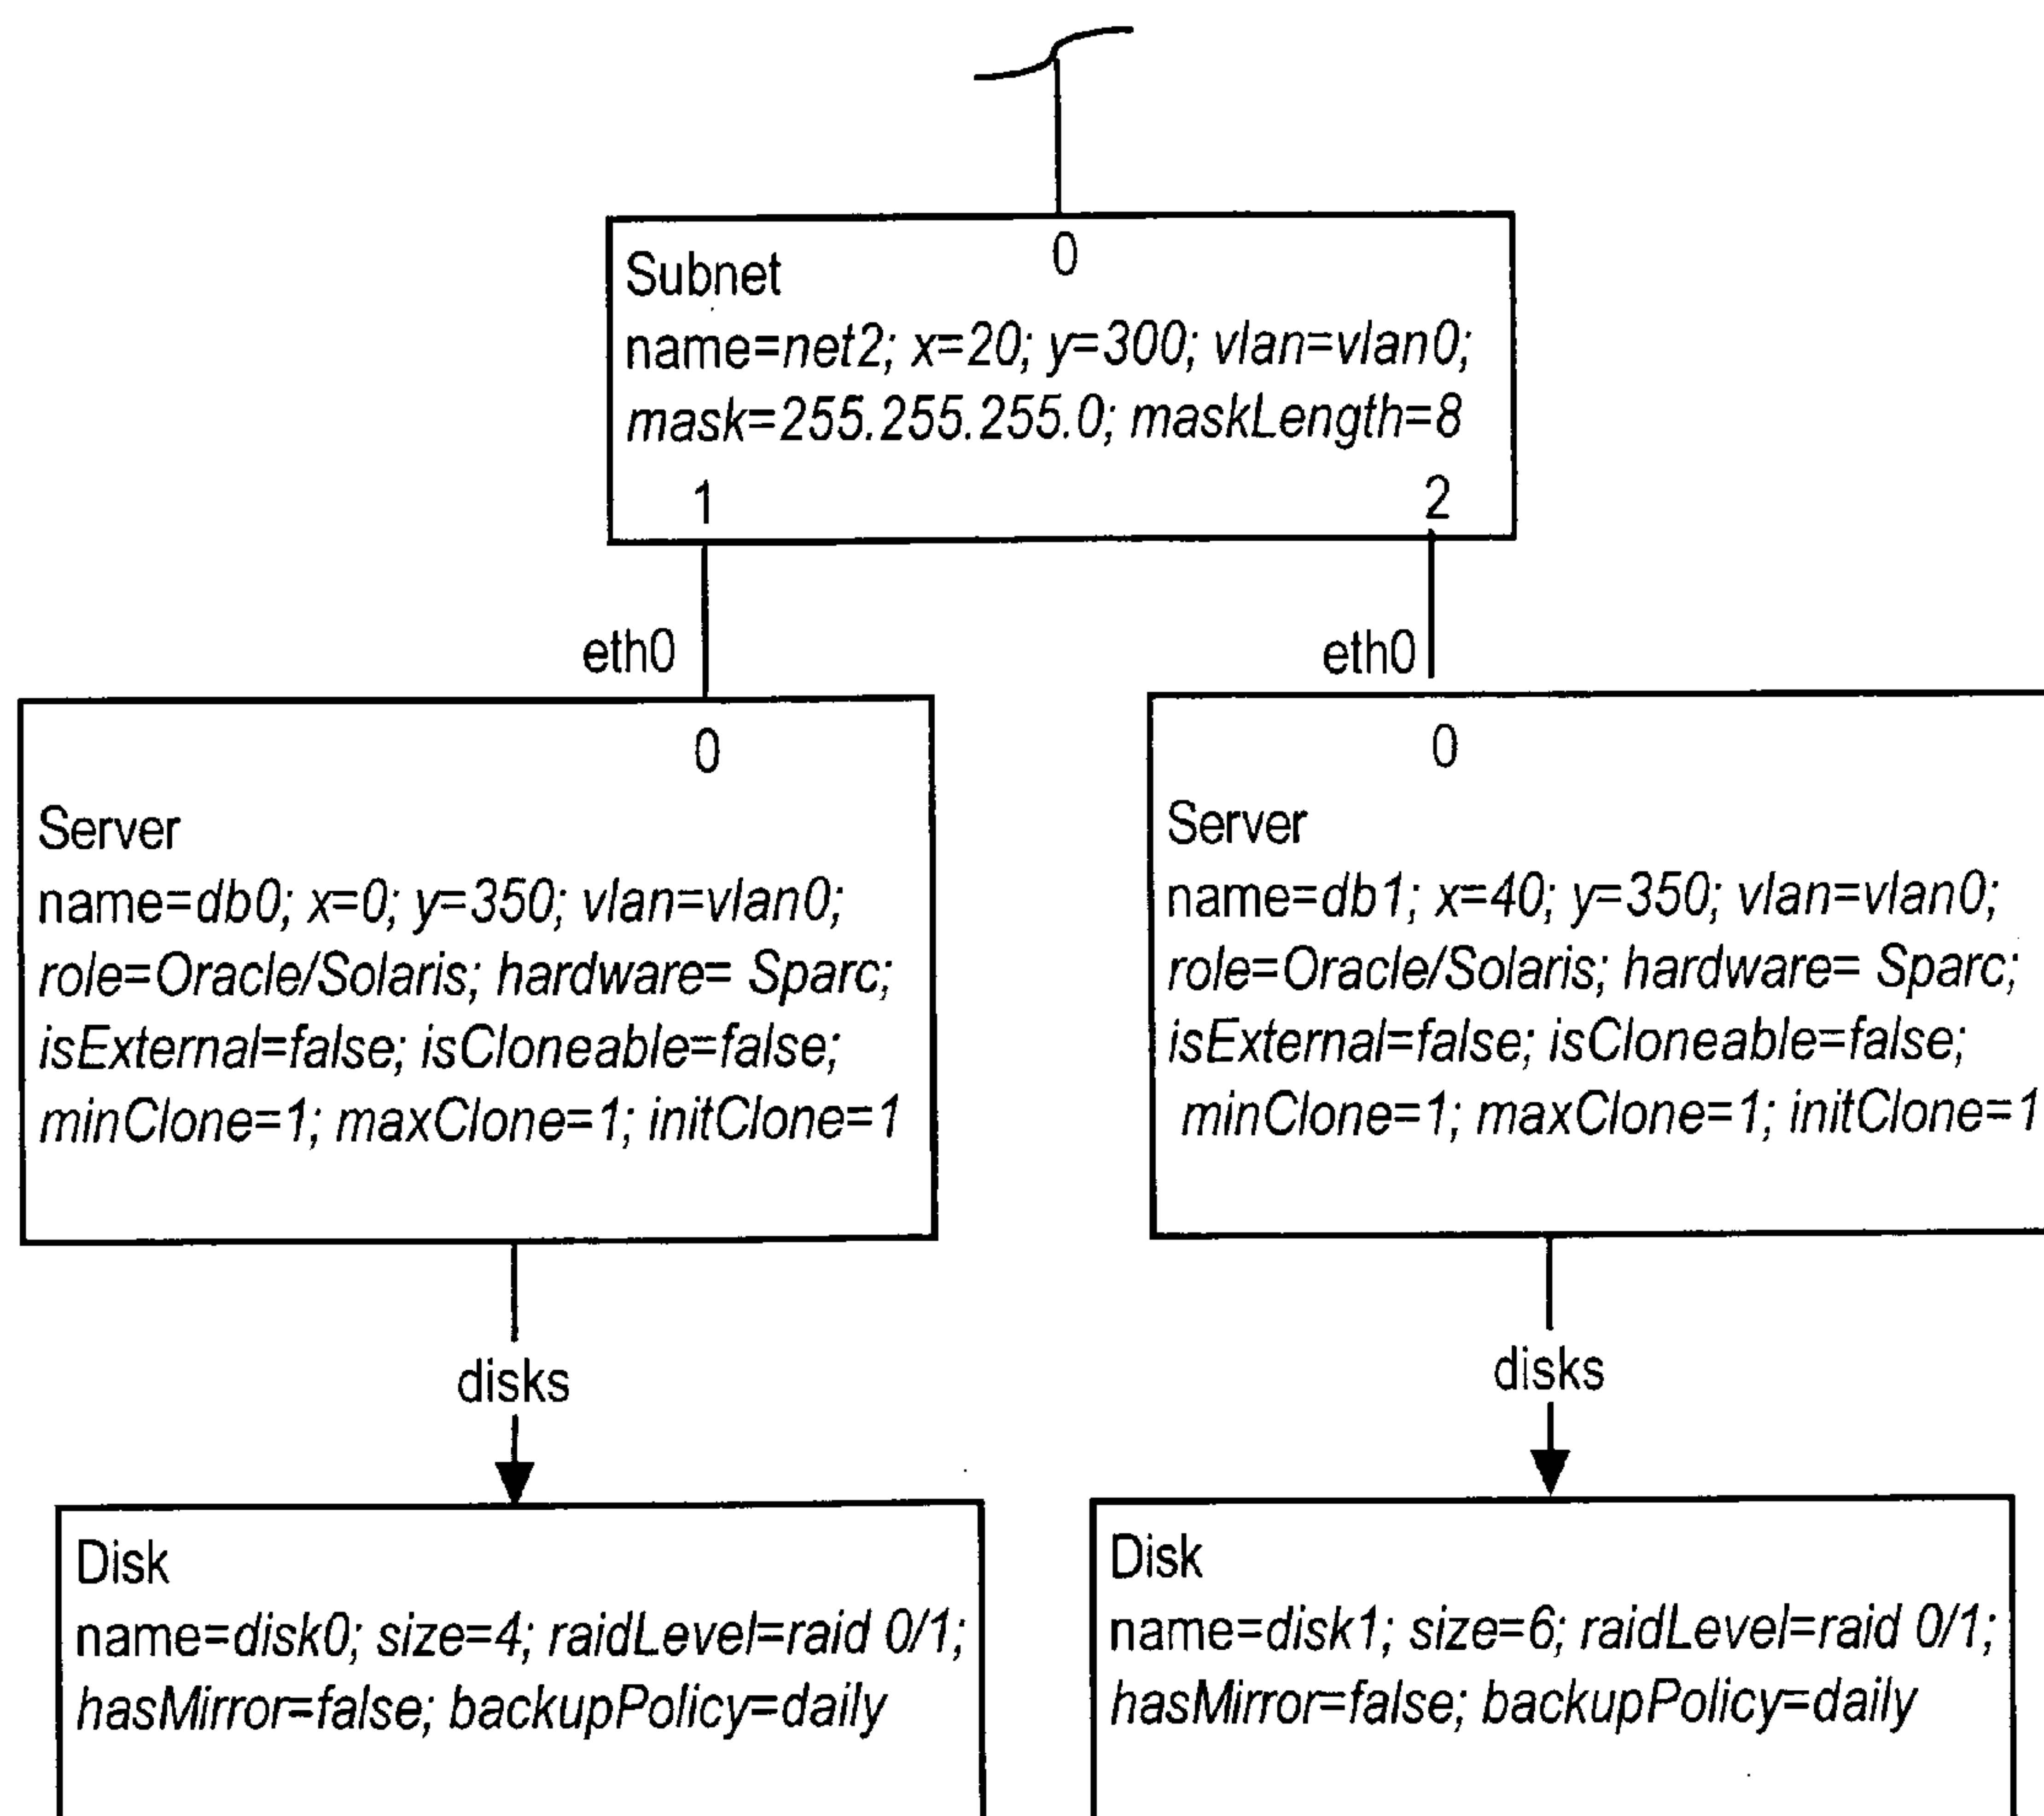 0
Subnet
name=net2; x=20; y=300; vlan=vlan0;
mask=255.255.255.0; maskLength=8
1
2
eth0
eth0
0
Server
name=db0; x=0; y=350; vlan=vlan0;
role=Oracle/Solaris; hardware= Sparc;
isExternal=false; isCloneable=false;
minClone=1; maxClone=1; initClone=1
0
Server
name=db1; x=40; y=350; vlan=vlan0;
role=Oracle/Solaris; hardware= Sparc;
isExternal=false; isCloneable=false;
minClone=1; maxClone=1; initClone=1
disks
disks
Disk
name=disk0; size=4; raidLevel=raid 0/1;
hasMirror=false; backupPolicy=daily
Disk
name=disk1; size=6; raidLevel=raid 0/1;
hasMirror=false; backupPolicy=daily